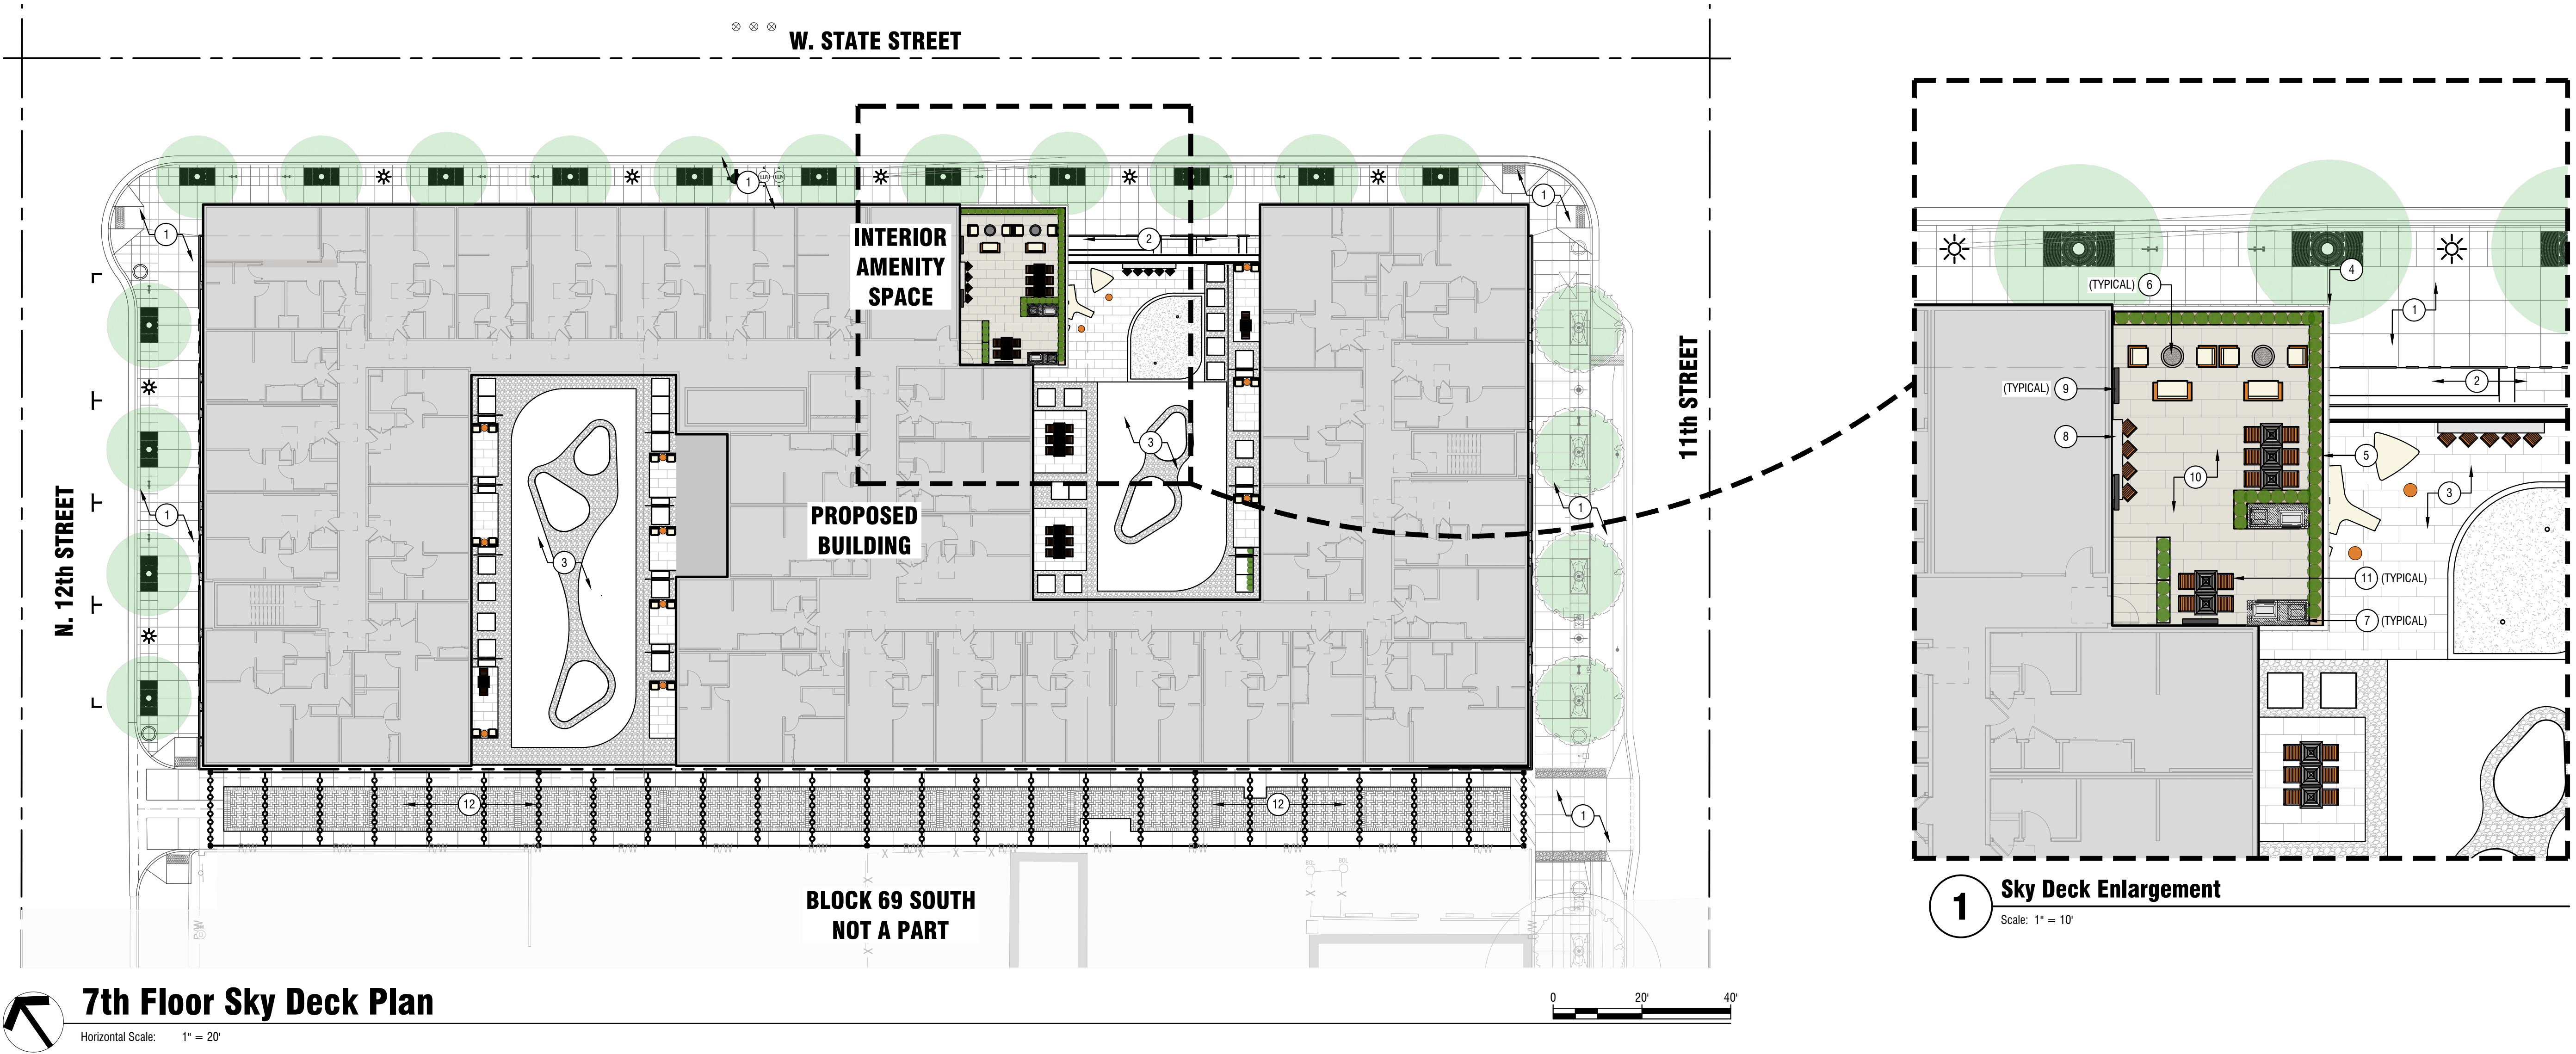 W. STATE STREET
1
1
1
INTERIOR
AMENITY
SPACE
2
N. 12th STREET
11th STREET
3
3
1
1
PROPOSED
BUILDING
12
12
1
R/W R/W R/W R/W R/W R/W R/W R/W R/W R/W R/W R/W R/W R/W
X X X X
BOL BOL
X X X
R/W
R/W
X
BLOCK 69 SOUTH
NOT A PART
7th Floor Sky Deck Plan
Horizontal Scale: 1" = 20'
0 20' 40'
4
(TYPICAL) 6
1
(TYPICAL) 9
2
8
5
10
3
11 (TYPICAL)
7 (TYPICAL)
1
Sky Deck Enlargement
Scale: 1" = 10'